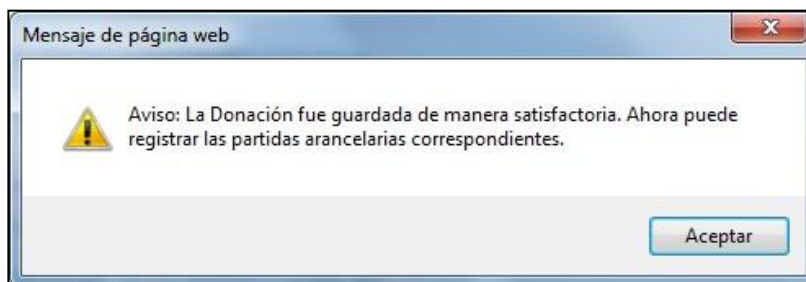 Mensaje de página web
Aviso: La Donación fue guardada de manera satisfactoria. Ahora puede
registrar las partidas arancelarias correspondientes.
Aceptar